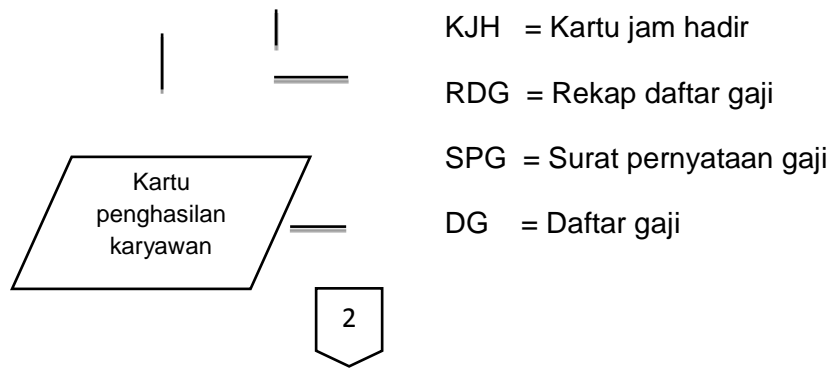 KJH = Kartu jam hadir
RDG = Rekap daftar gaji
SPG = Surat pernyataan gaji
DG = Daftar gaji
Kartu
penghasilan
karyawan
2